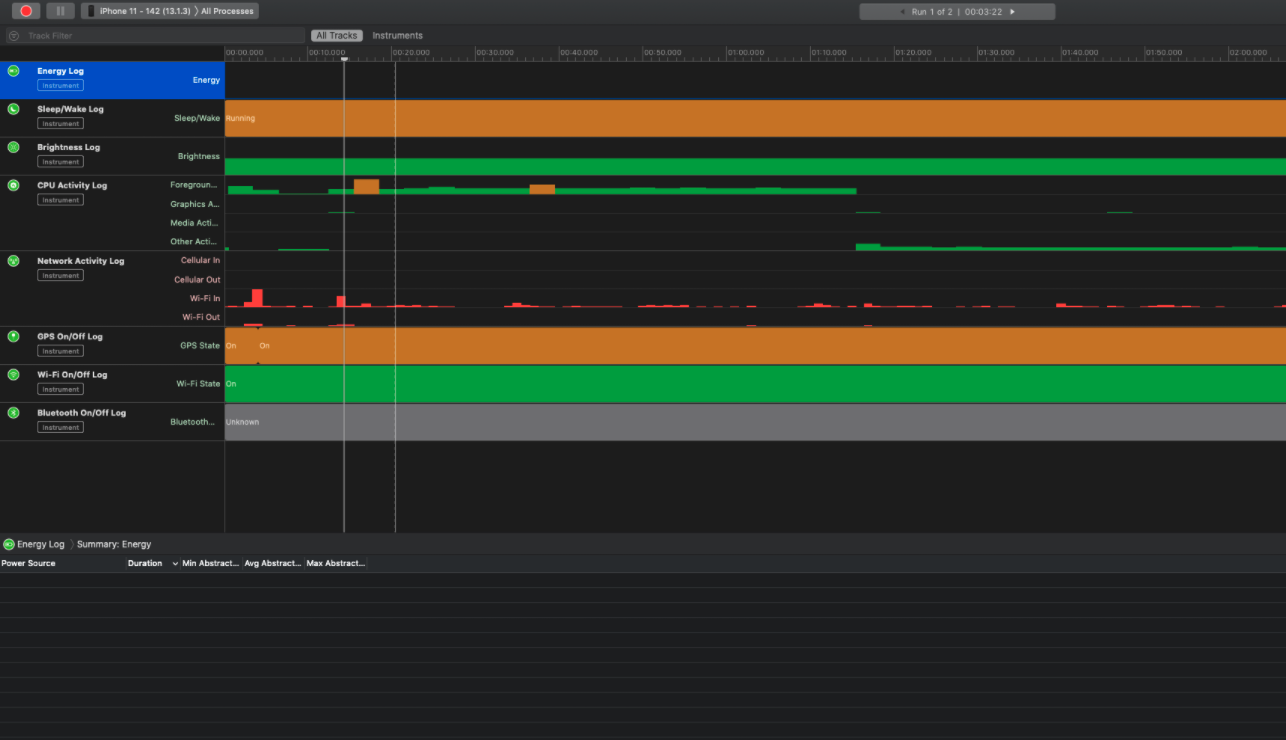 iPhone 11 - 142 (13.1.3) 〉All Processes
Run 1 of 2 | 00:03:22
Track Filter
All Tracks Instruments
00:00.000 00:10.000 00:20.000 00:30.000 00:40.000 00:50.000 01:00.000 01:10.000 01:20.000 01:30.000 01:40.000 01:50.000 02:00.000
Energy Log
Instrument
Energy
Sleep/Wake Log
Instrument
Sleep/Wake
Running
Brightness Log
Instrument
Brightness
CPU Activity Log
Instrument
Foregroun...
Graphics A...
Media Acti...
Other Acti...
Network Activity Log
Instrument
Cellular In
Cellular Out
Wi-Fi In
Wi-Fi Out
GPS On/Off Log
Instrument
GPS State
On On
Wi-Fi On/Off Log
Instrument
Wi-Fi State
On
Bluetooth On/Off Log
Instrument
Bluetooth...
Unknown
Energy Log 〉Summary: Energy
Power Source Duration Min Abstract... Avg Abstract... Max Abstract...